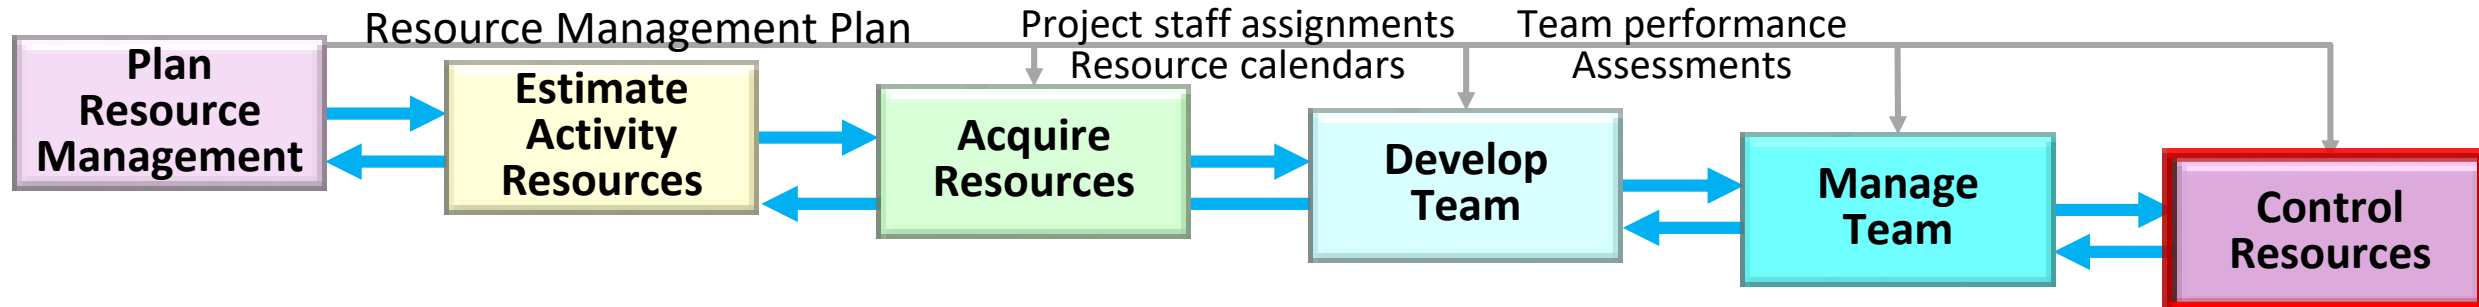 Resource Management Plan
Project staff assignments
Resource calendars
Team performance
Assessments
Plan
Resource
Management
Estimate
Activity
Resources
Acquire
Resources
Develop
Team
Manage
Team
Control
Resources